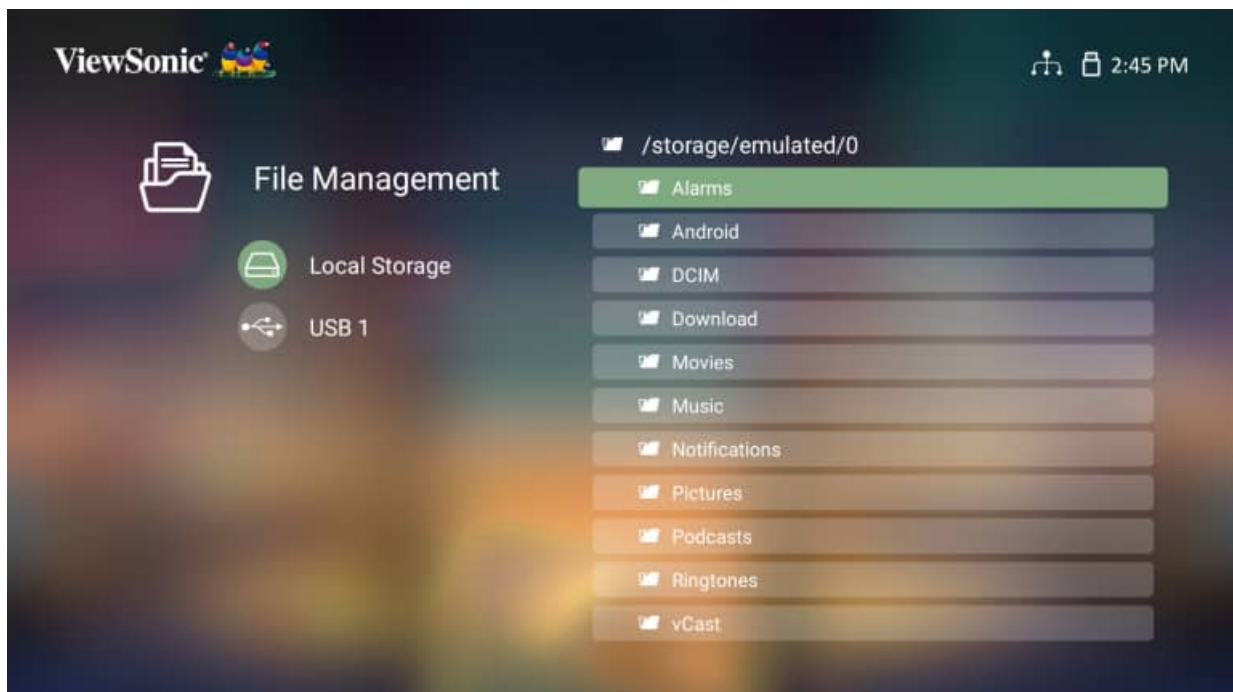 ViewSonic
2:45 PM
File Management
Local Storage
USB 1
/storage/emulated/0
Alarms
Android
DCIM
Download
Movies
Music
Notifications
Pictures
Podcasts
Ringtones
vCast